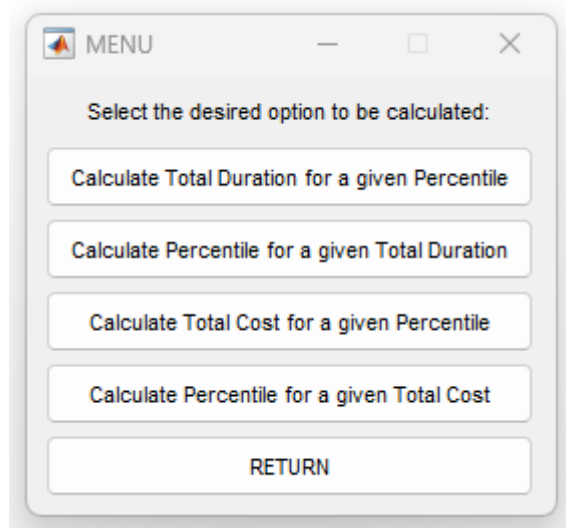 MENU
Select the desired option to be calculated:
Calculate Total Duration for a given Percentile
Calculate Percentile for a given Total Duration
Calculate Total Cost for a given Percentile
Calculate Percentile for a given Total Cost
RETURN